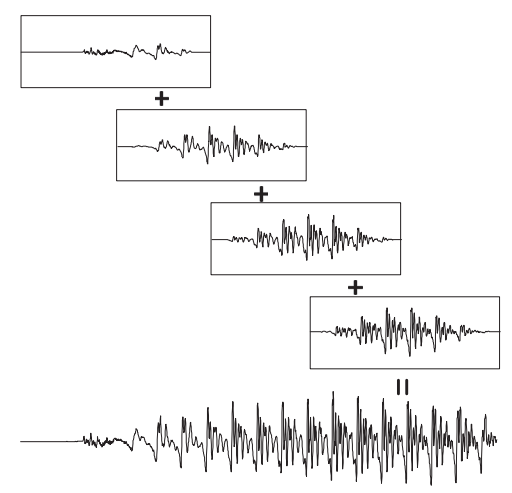 +
+
+
=